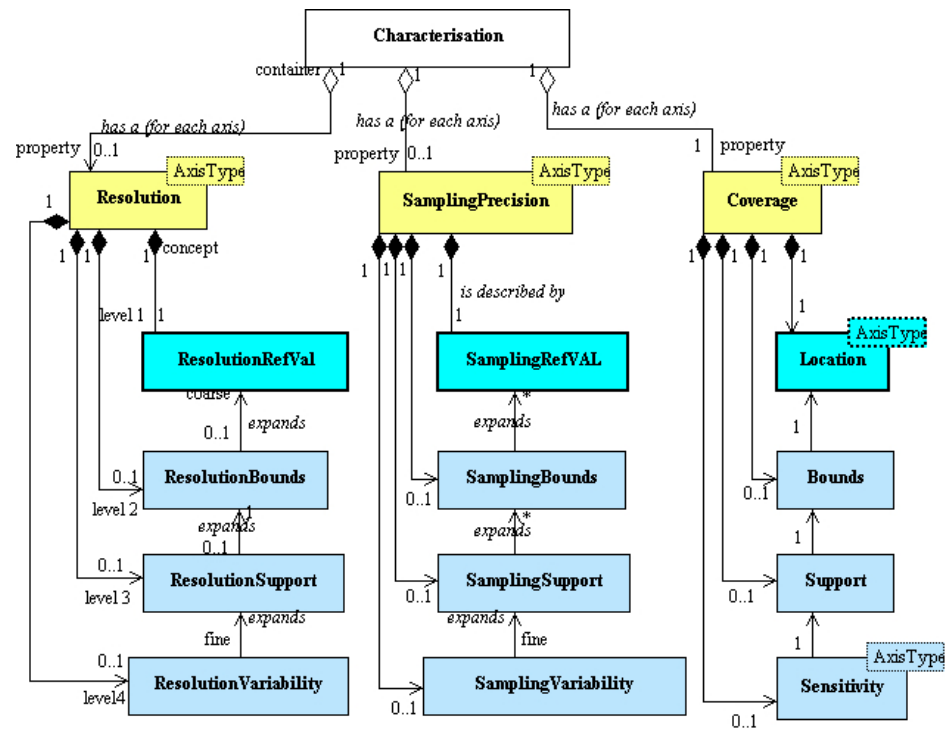 Characterisation
container 1 1 1
has a (for each axis)
has a (for each axis)
has a (for each axis)
property 0..1
property 0..1
1 property
AxisType
AxisType
AxisType
Resolution
SamplingPrecision
Coverage
1
1 1 1 concept
1 1 1 1
1 1 1 1
is described by
level 1 1
1
1
AxisType
ResolutionRefVal
SamplingRefVAL
Location
coarse
*
expands
expands
0..1
1
ResolutionBounds
SamplingBounds
Bounds
0..1
0..1
0..1
level 2
1
*
expands
expands
0..1
1
ResolutionSupport
SamplingSupport
Support
0..1
0..1
0..1
level 3
expands
expands
fine
fine
1
AxisType
0..1
ResolutionVariability
SamplingVariability
Sensitivity
level4
0..1
0..1